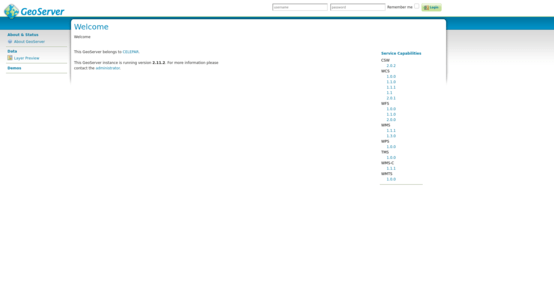 GeoServer
username
password
Remember me
Login
About & Status
About GeoServer
Data
Layer Preview
Demos
Welcome
Welcome
This GeoServer belongs to
This GeoServer instance is running version 2.11.2. For more information please
contact the administrator.
Service Capabilities
CSW
2.0.2
WCS
1.0.0
1.1.0
1.1.1
1.1
2.0.1
WFS
1.0.0
1.1.0
2.0.0
WMS
1.1.1
1.3.0
WPS
1.0.0
TMS
1.0.0
WMS-C
1.1.1
WMTS
1.0.0